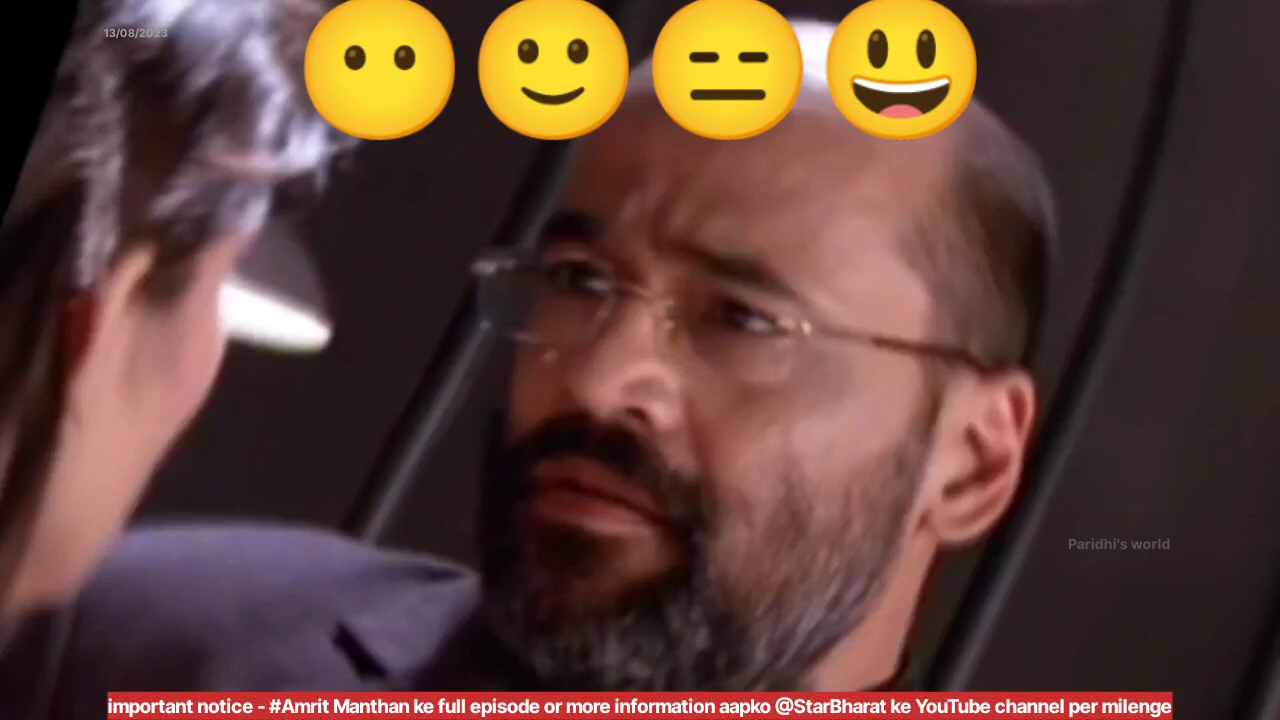 13/08/2023
Paridhi's world
important notice - #Amrit Manthan ke full episode or more information aapko @StarBharat ke YouTube channel per milenge